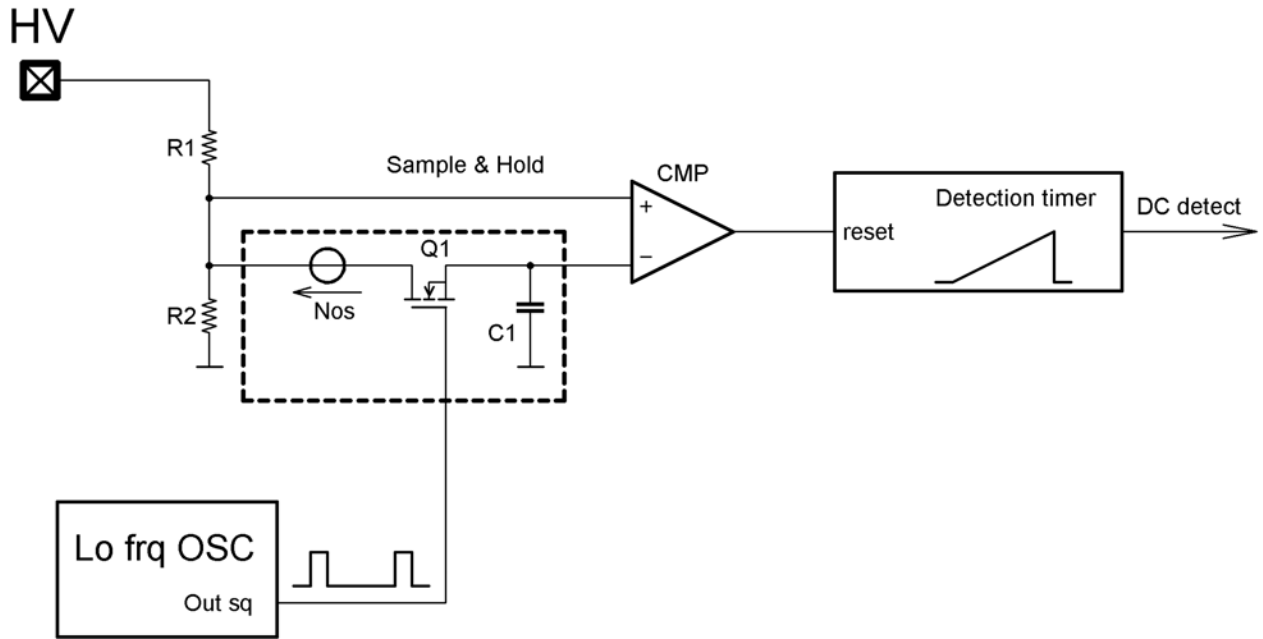 HV
R1
Sample & Hold
CMP
+
Detection timer
DC detect
reset
Q1
−
Nos
R2
C1
Lo frq OSC
Out sq